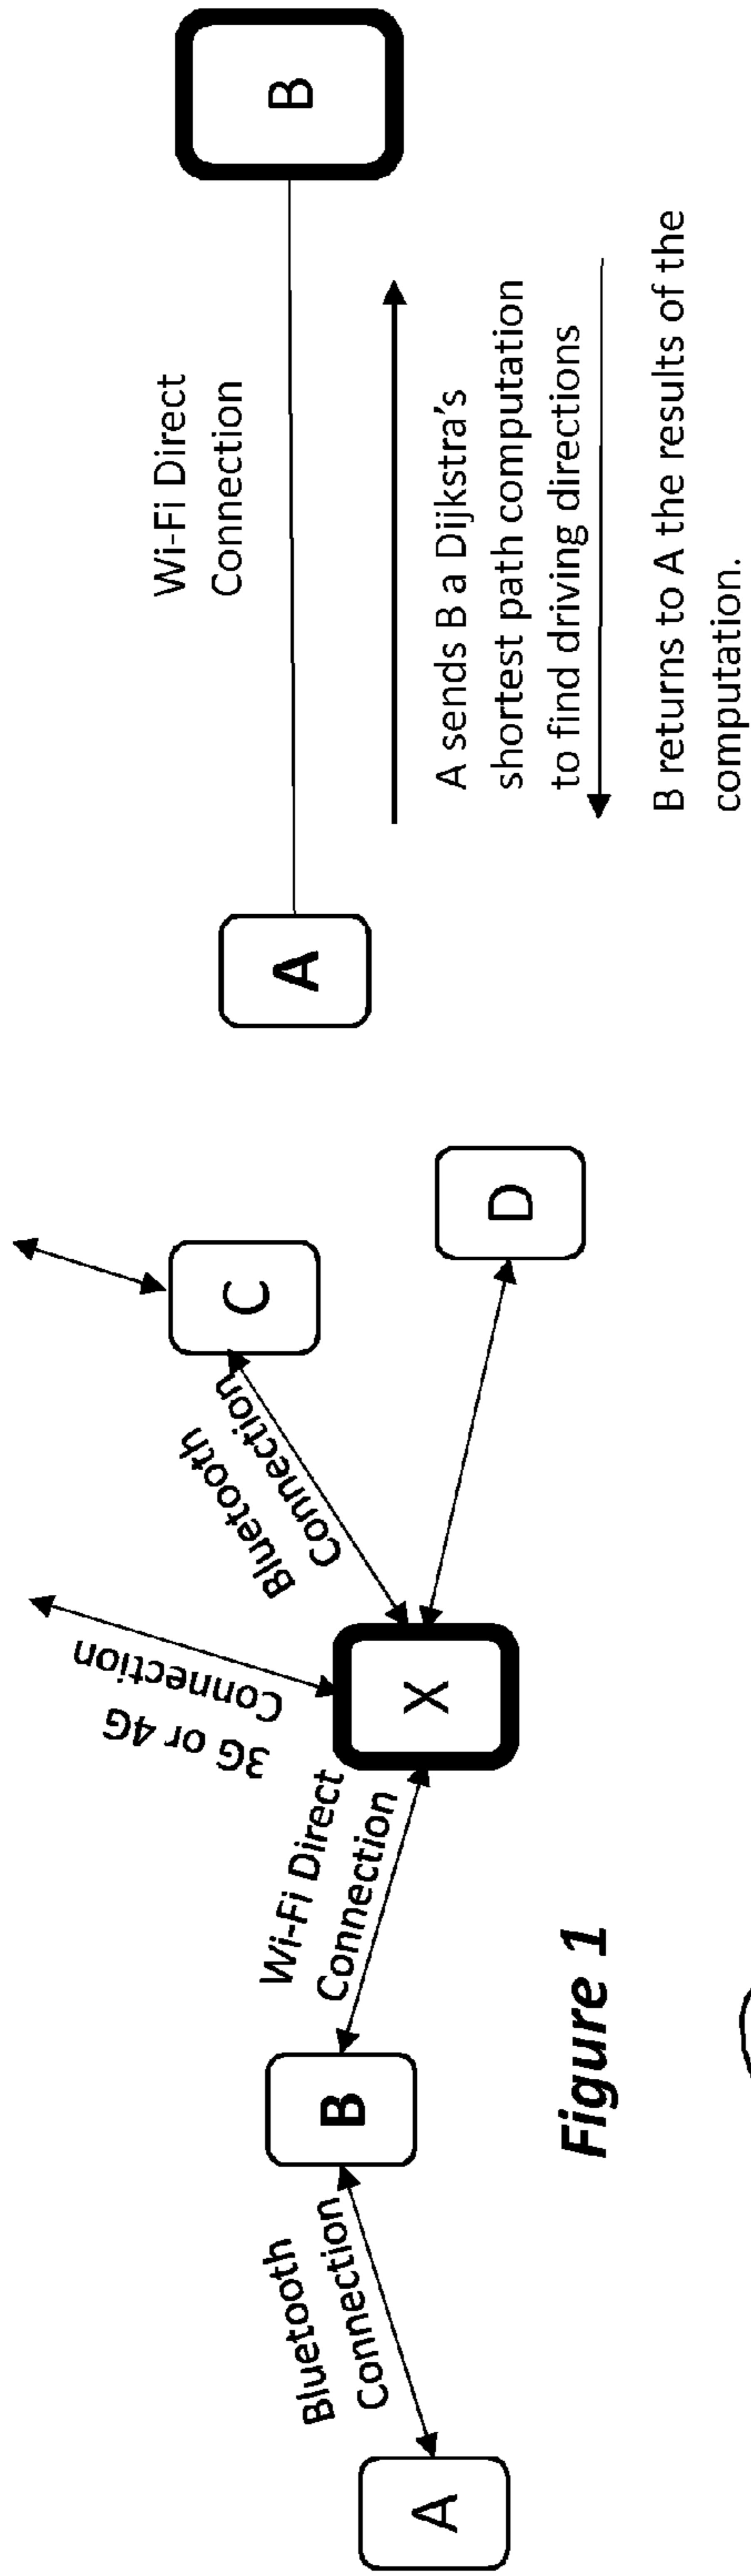 A
Bluetooth
Connection
B
Wi-Fi Direct
Connection
X
3G or 4G
Connection
Bluetooth
Connection
C
D
Figure 1
A
Wi-Fi Direct
Connection
B
A sends B a Dijkstra's
shortest path computation
to find driving directions
B returns to A the results of the
computation.